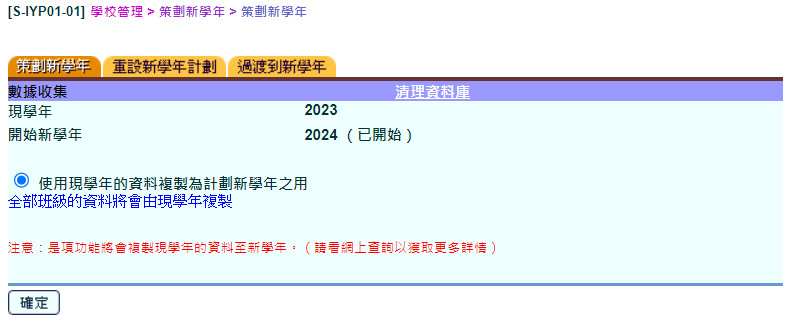 [S-IYP01-01] 學校管理 > 策劃新學年 > 策劃新學年
策劃新學年 重設新學年計劃 過渡到新學年
數據收集 清理資料庫
現學年 2023
開始新學年 2024 （已開始）
使用現學年的資料複製為計劃新學年之用
全部班級的資料將會由現學年複製
注意：是項功能將會複製現學年的資料至新學年。（請看網上查詢以獲取更多詳情）
確定